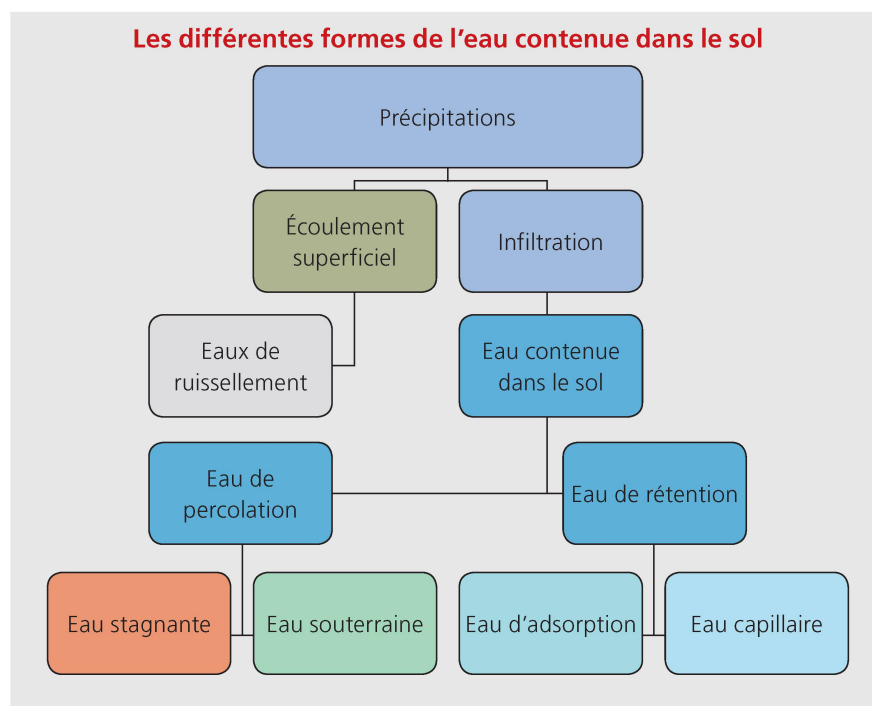 Les différentes formes de l'eau contenue dans le sol
Précipitations
Écoulement
superficiel
Infiltration
Eaux de
ruissellement
Eau contenue
dans le sol
Eau de
percolation
Eau de rétention
Eau stagnante
Eau souterraine
Eau d'adsorption
Eau capillaire